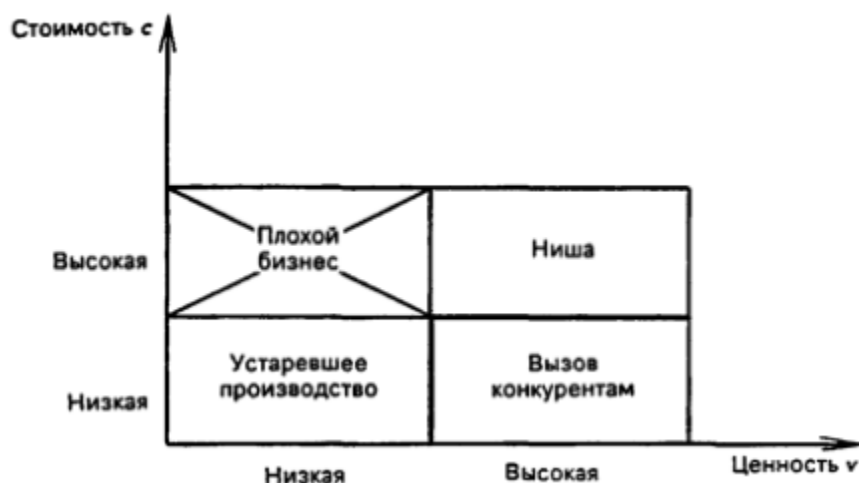 Стоимость c
Плохой
бизнес
Ниша
Высокая
Устаревшее
производство
Вызов
конкурентам
Низкая
Низкая
Высокая
Ценность v